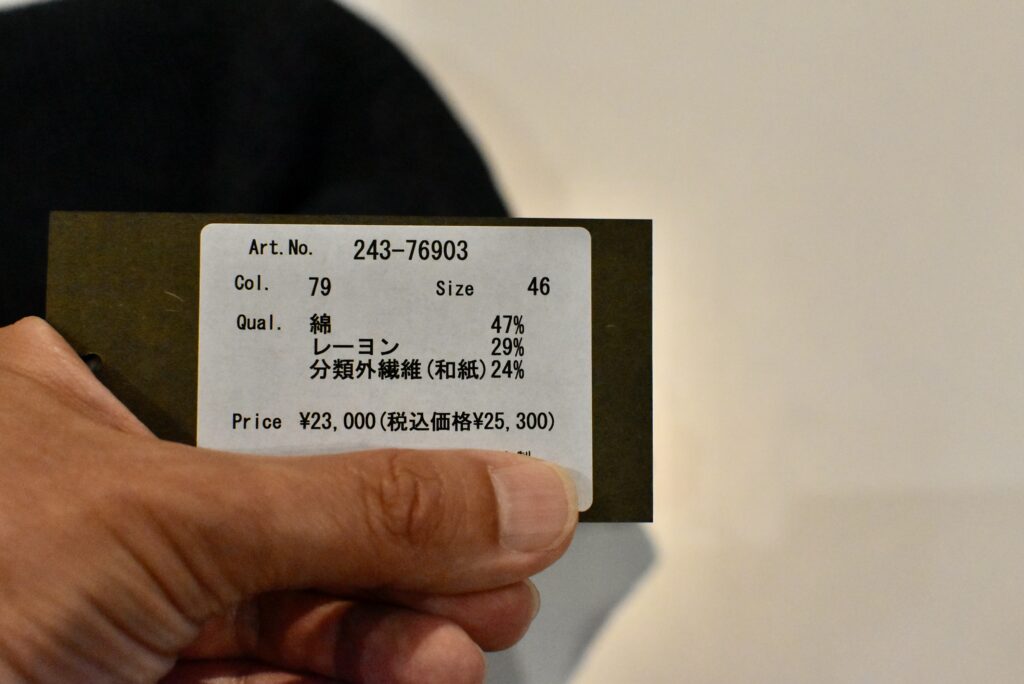 Art.No. 243-76903
Col. 79 Size 46
Qual. 綿 47%
レーヨン 29%
分類外繊維(和紙)24%
Price ¥23,000(税込価格¥25,300)